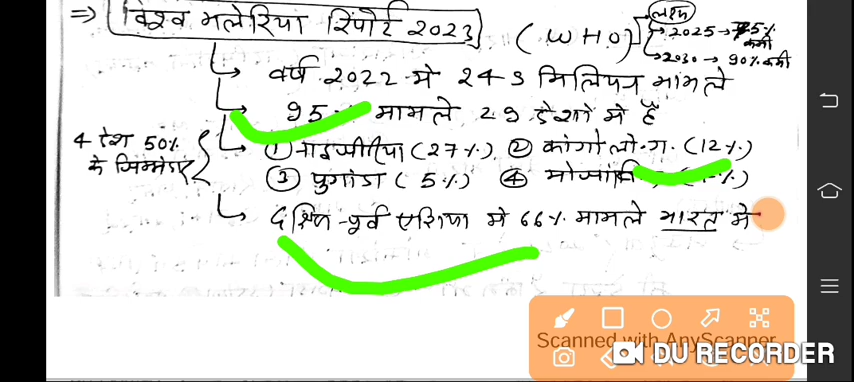 ⇒ विश्व मलेरिया रिपोर्ट 2023 (WHO)
लक्ष्य
→ 2025 → 75% कमी
→ 2030 → 90% कमी
→ वर्ष 2022 मे 249 मिलियन मामले
→ 95% मामले 29 देशो मे हैं
4 देश 50% के जिम्मेदार
① नाइजीरिया (27%) ② कांगो लो.ग. (12%)
③ युगांडा (5%) ④ मोजांबि
→ दक्षिण-पूर्व एशिया मे 66% मामले भारत मे
Scanned with AnyScanner
DU RECORDER